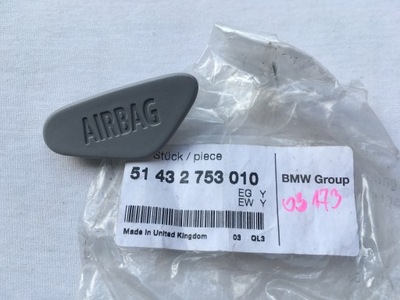 AIRBAG
Stück / piece
51 43 2 753 010
EG Y
EW Y
BMW Group
03 173
Made in United Kingdom 03 QL3